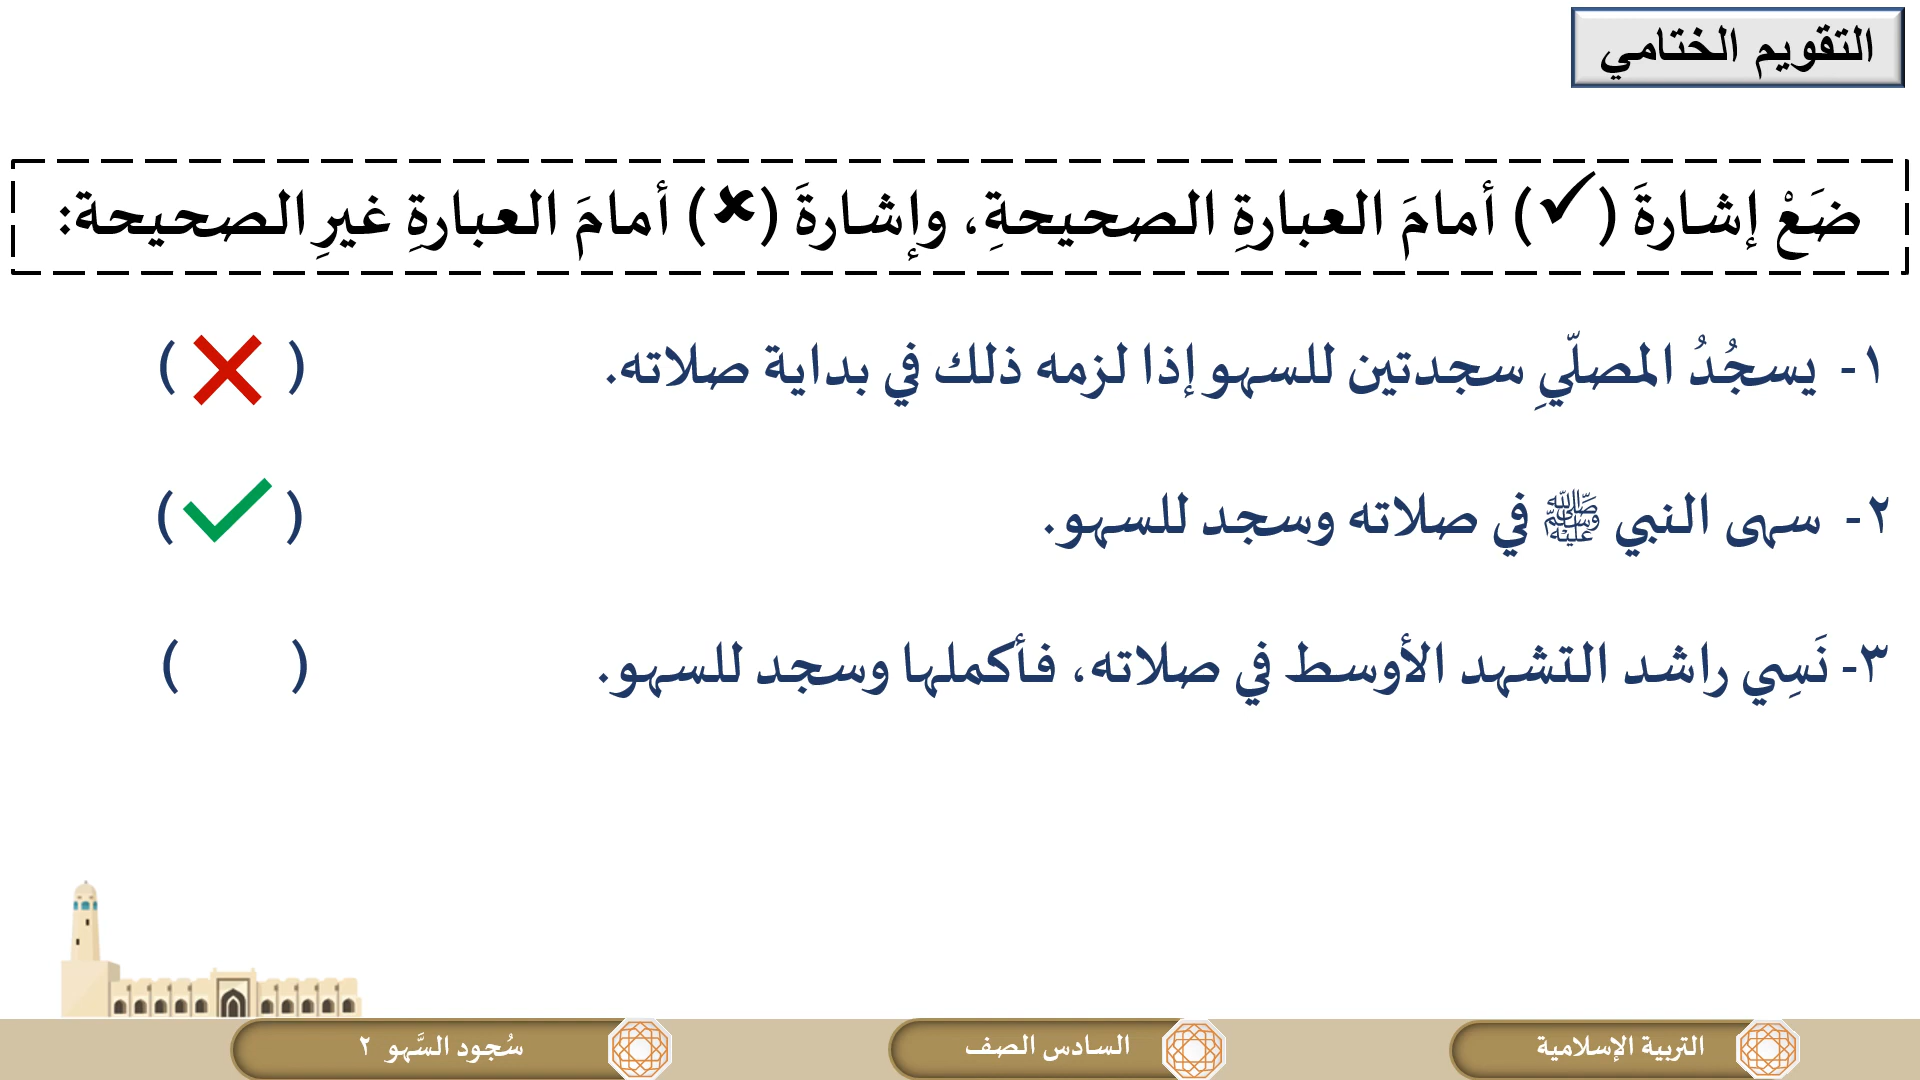 التقويم الختامي
ضَعْ إشارةَ (✓) أمامَ العبارةِ الصحيحةِ، وإشارةَ (✗) أمامَ العبارةِ غيرِ الصحيحة:
١- يسجُدُ المصلّيِ سجدتين للسهو إذا لزمه ذلك في بداية صلاته. ( ✗ )
٢- سهى النبي ﷺ في صلاته وسجد للسهو. ( ✓ )
٣- نَسِي راشد التشهد الأوسط في صلاته، فأكملها وسجد للسهو. ( )
التربية الإسلامية
السادس الصف
سُجود السَّهو ٢